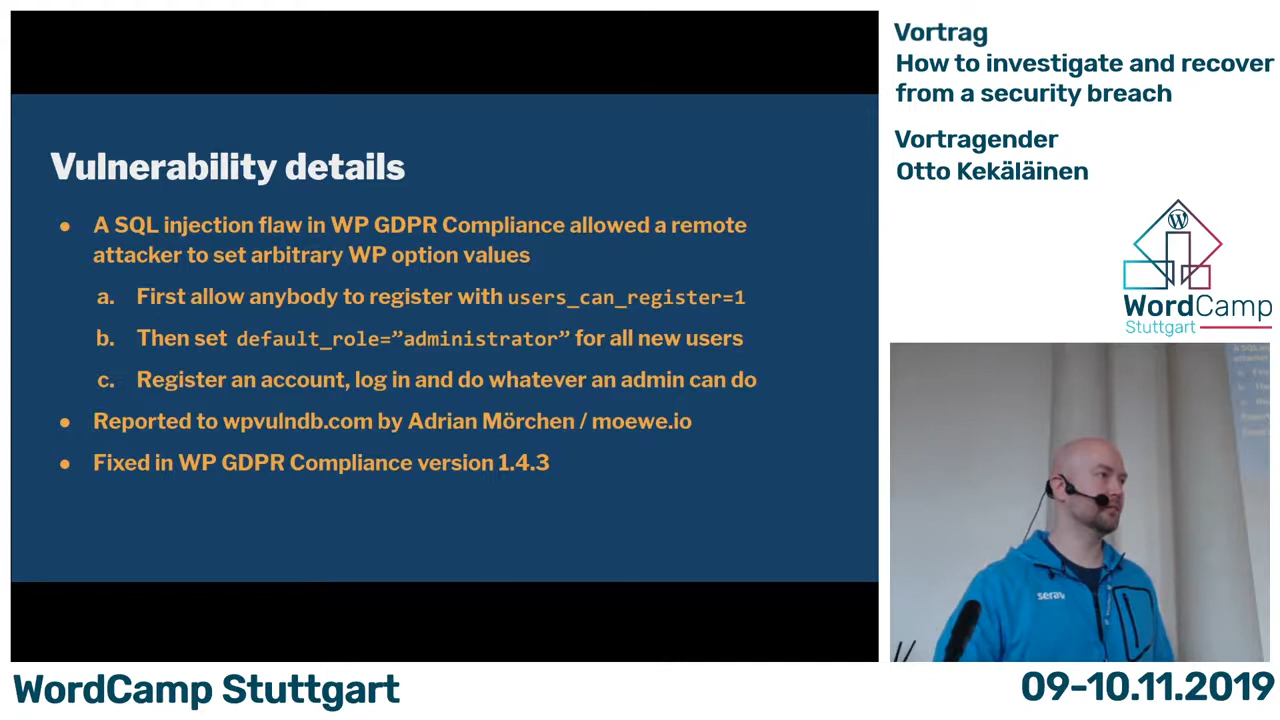 Vulnerability details
● A SQL injection flaw in WP GDPR Compliance allowed a remote
attacker to set arbitrary WP option values
a. First allow anybody to register with users_can_register=1
b. Then set default_role=”administrator” for all new users
c. Register an account, log in and do whatever an admin can do
● Reported to wpvulndb.com by Adrian Mörchen / moewe.io
● Fixed in WP GDPR Compliance version 1.4.3
Vortrag
How to investigate and recover
from a security breach
Vortragender
Otto Kekäläinen
WordCamp
Stuttgart
WordCamp Stuttgart
09-10.11.2019